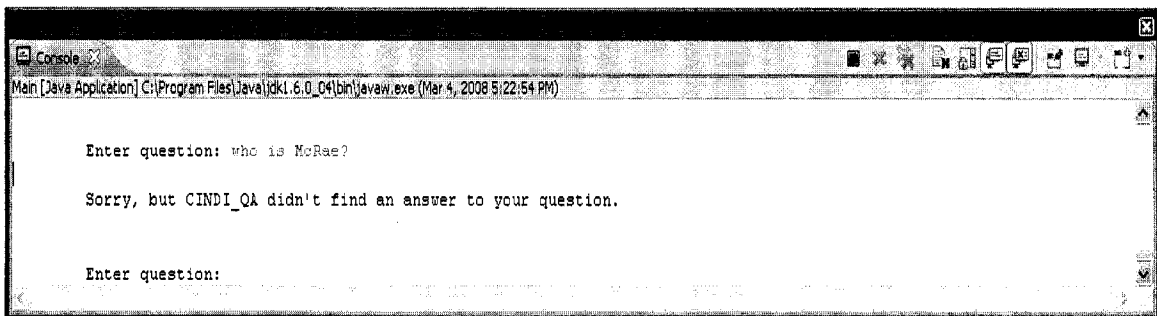 Console
Main [Java Application] C:\Program Files\Java\jdk1.6.0_04\bin\javaw.exe (Mar 4, 2008 5:22:54 PM)
Enter question: who is McRae?
Sorry, but CINDI_QA didn't find an answer to your question.
Enter question: